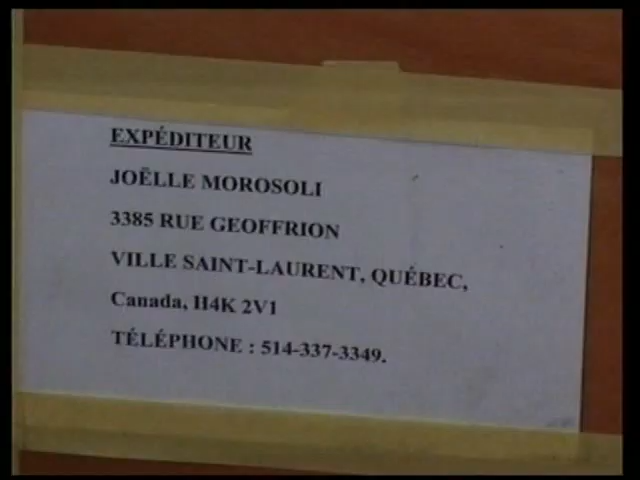 EXPÉDITEUR
JOËLLE MOROSOLI
3385 RUE GEOFFRION
VILLE SAINT-LAURENT, QUÉBEC,
Canada, H4K 2V1
TÉLÉPHONE : 514-337-3349.